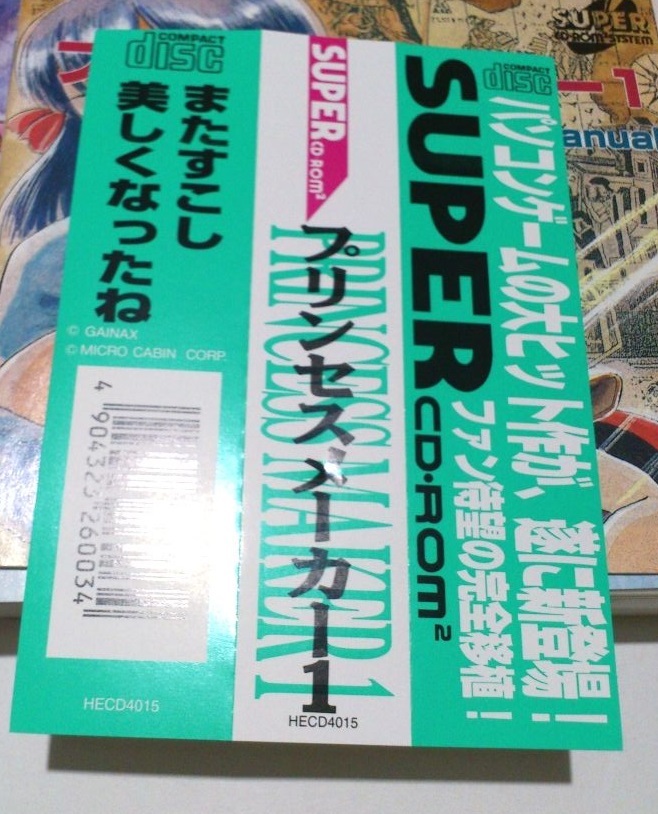 COMPACT
disc
またすこし
美しくなったね
© GAINAX
© MICRO CABIN CORP.
4 904323 260034
HECD4015
SUPER CD ROM²
プリンセスメーカー1
PRINCESS MAKER 1
HECD4015
COMPACT
disc
SUPER
CD-ROM²
パソコンゲームの大ヒット作が、遂に新登場!
ファン待望の完全移植!
SUPER
CD-ROM² SYSTEM
ー1
anual